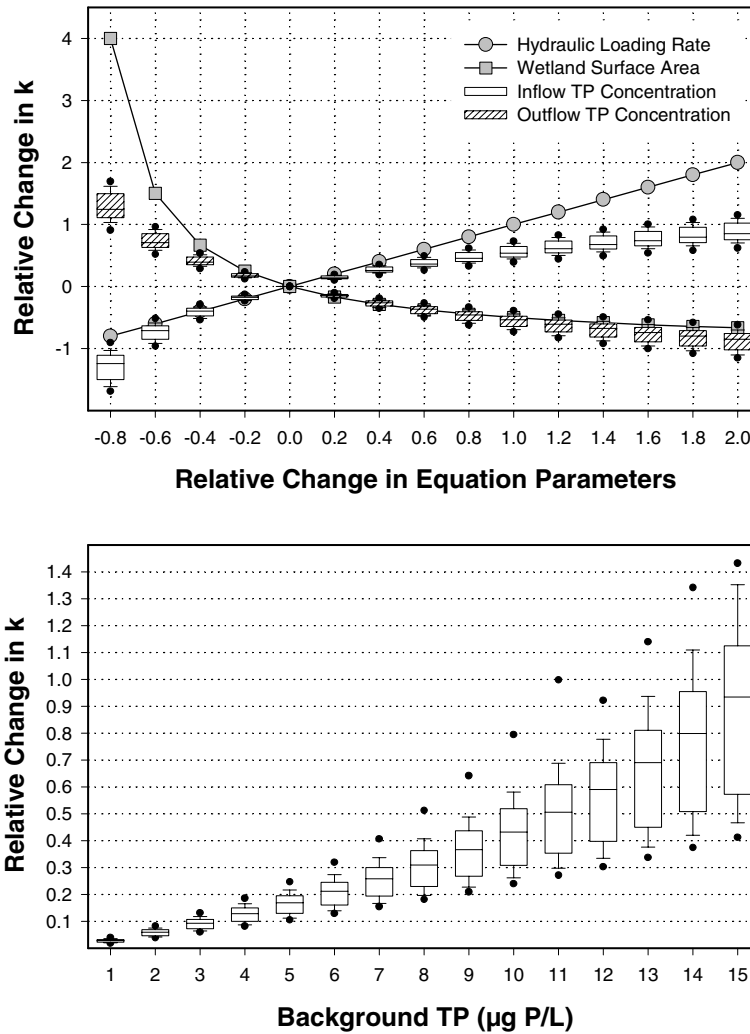 4
3
2
1
0
-1
Relative Change in k
Hydraulic Loading Rate
Wetland Surface Area
Inflow TP Concentration
Outflow TP Concentration
-0.8 -0.6 -0.4 -0.2 0.0 0.2 0.4 0.6 0.8 1.0 1.2 1.4 1.6 1.8 2.0
Relative Change in Equation Parameters
1.4
1.3
1.2
1.1
1.0
0.9
0.8
0.7
0.6
0.5
0.4
0.3
0.2
0.1
Relative Change in k
1 2 3 4 5 6 7 8 9 10 11 12 13 14 15
Background TP (µg P/L)